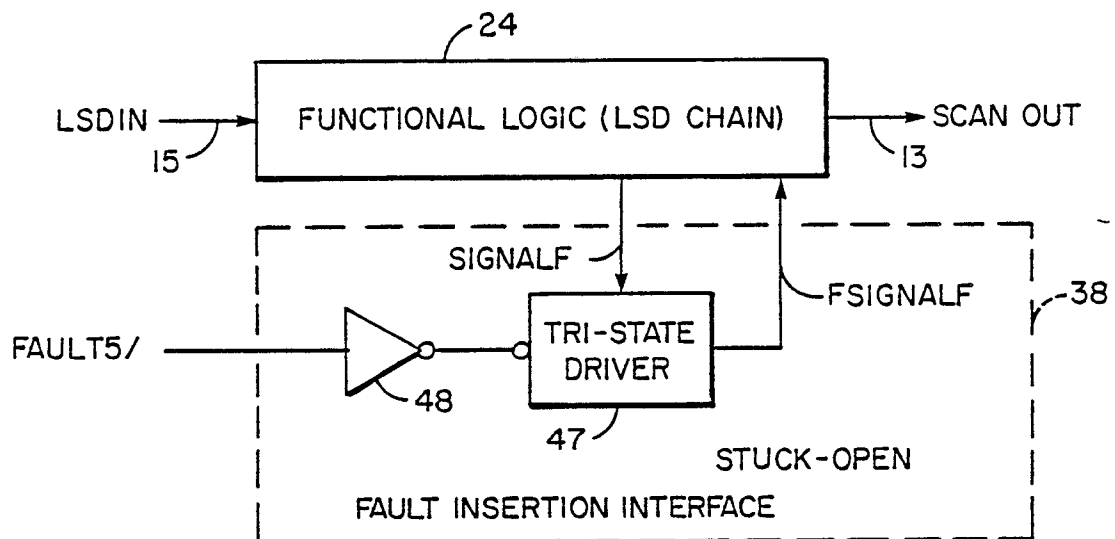 24
LSDIN
FUNCTIONAL LOGIC (LSD CHAIN)
SCAN OUT
15
13
SIGNALF
FSIGNALF
38
FAULT5/
TRI-STATE
DRIVER
48
47
STUCK-OPEN
FAULT INSERTION INTERFACE